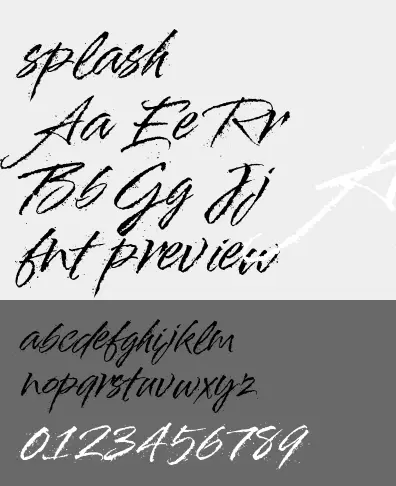 splash
Aa Ee Rr
Bb Gg Jj
A
fnt preview
abcdefghijklm
nopqrstuvwxyz
0123456789